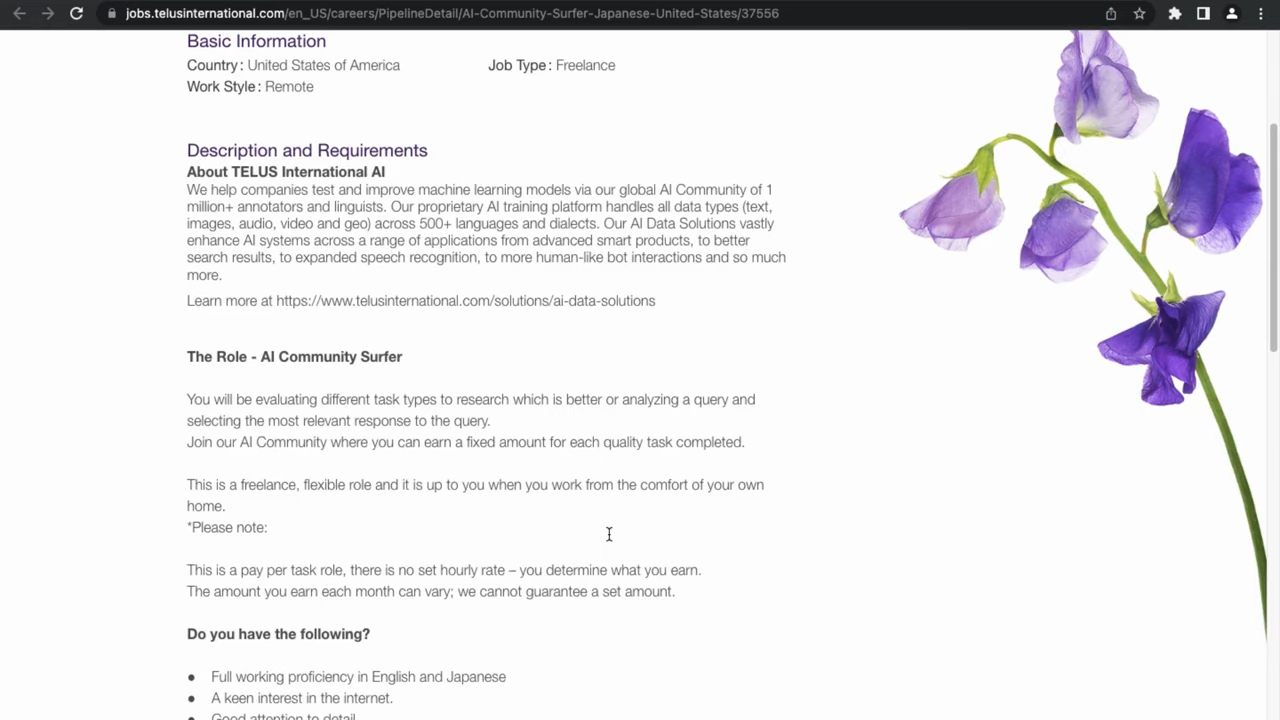 jobs.telusinternational.com/en_US/careers/PipelineDetail/AI-Community-Surfer-Japanese-United-States/37556
Basic Information
Country : United States of America Job Type : Freelance
Work Style : Remote
Description and Requirements
About TELUS International AI
We help companies test and improve machine learning models via our global AI Community of 1
million+ annotators and linguists. Our proprietary AI training platform handles all data types (text,
images, audio, video and geo) across 500+ languages and dialects. Our AI Data Solutions vastly
enhance AI systems across a range of applications from advanced smart products, to better
search results, to expanded speech recognition, to more human-like bot interactions and so much
more.
Learn more at https://www.telusinternational.com/solutions/ai-data-solutions
The Role - AI Community Surfer
You will be evaluating different task types to research which is better or analyzing a query and
selecting the most relevant response to the query.
Join our AI Community where you can earn a fixed amount for each quality task completed.
This is a freelance, flexible role and it is up to you when you work from the comfort of your own
home.
*Please note:
This is a pay per task role, there is no set hourly rate – you determine what you earn.
The amount you earn each month can vary; we cannot guarantee a set amount.
Do you have the following?
● Full working proficiency in English and Japanese
● A keen interest in the internet.
● Good attention to detail